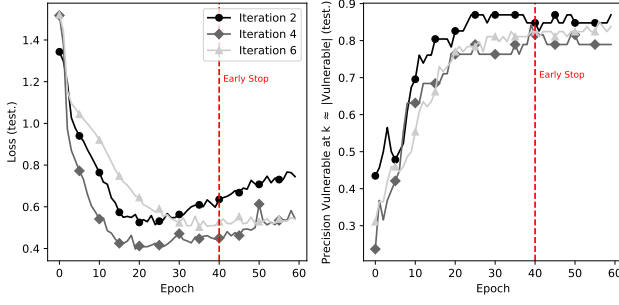 Loss (test.)
1.4
1.2
1.0
0.8
0.6
0.4
0
10
20
30
40
50
Epoch
Iteration 2
Iteration 4
Iteration 6
Early Stop
Precision Vulnerable at k ≈ |Vulnerable| (test.)
0.9
0.8
0.7
0.6
0.5
0.4
0.3
0
10
20
30
40
50
60
Epoch
Early Stop